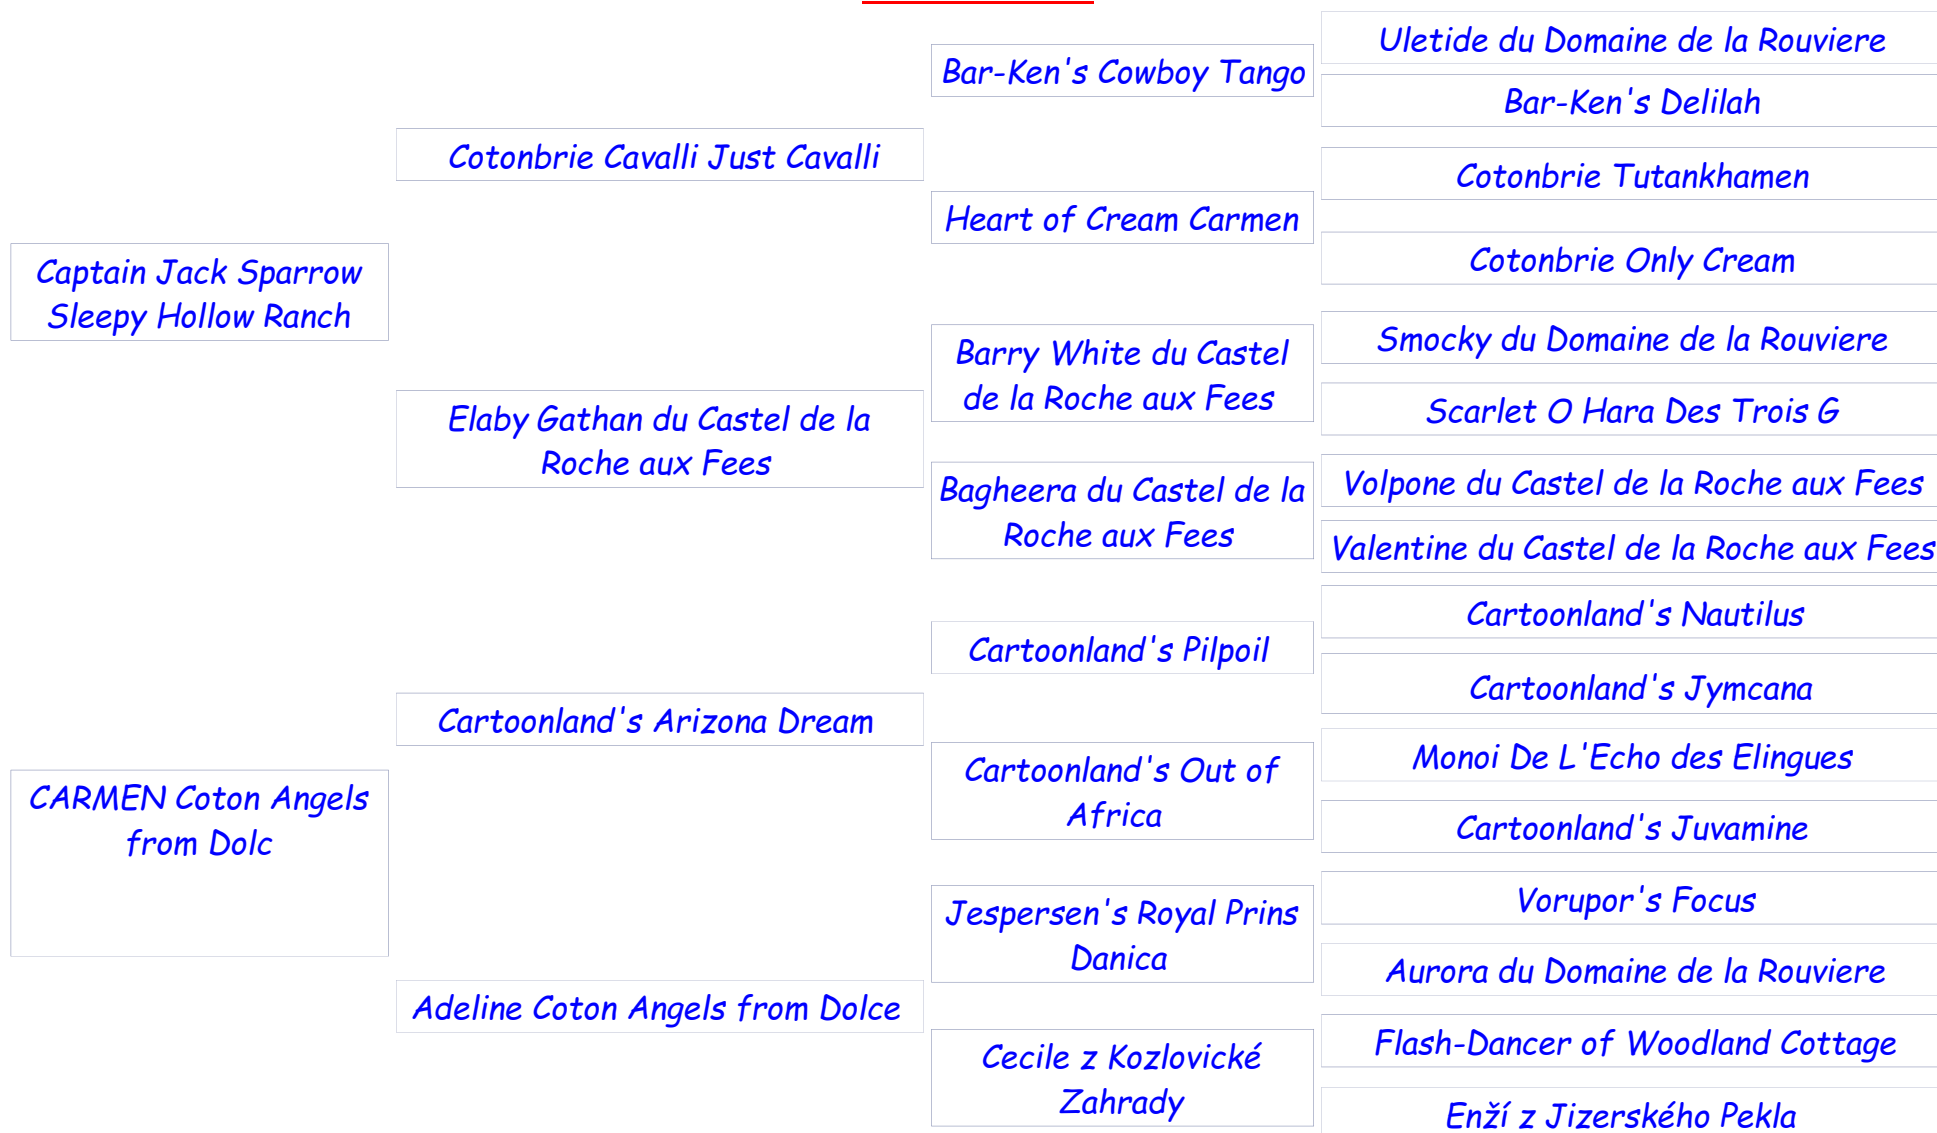 Captain Jack Sparrow
Sleepy Hollow Ranch
CARMEN Coton Angels
from Dolc
Cotonbrie Cavalli Just Cavalli
Elaby Gathan du Castel de la
Roche aux Fees
Cartoonland's Arizona Dream
Adeline Coton Angels from Dolce
Bar-Ken's Cowboy Tango
Heart of Cream Carmen
Barry White du Castel
de la Roche aux Fees
Bagheera du Castel de la
Roche aux Fees
Cartoonland's Pilpoil
Cartoonland's Out of
Africa
Jespersen's Royal Prins
Danica
Cecile z Kozlovické
Zahrady
Uletide du Domaine de la Rouviere
Bar-Ken's Delilah
Cotonbrie Tutankhamen
Cotonbrie Only Cream
Smocky du Domaine de la Rouviere
Scarlet O Hara Des Trois G
Volpone du Castel de la Roche aux Fees
Valentine du Castel de la Roche aux Fees
Cartoonland's Nautilus
Cartoonland's Jymcana
Monoi De L'Echo des Elingues
Cartoonland's Juvamine
Vorupor's Focus
Aurora du Domaine de la Rouviere
Flash-Dancer of Woodland Cottage
Enží z Jizerského Pekla